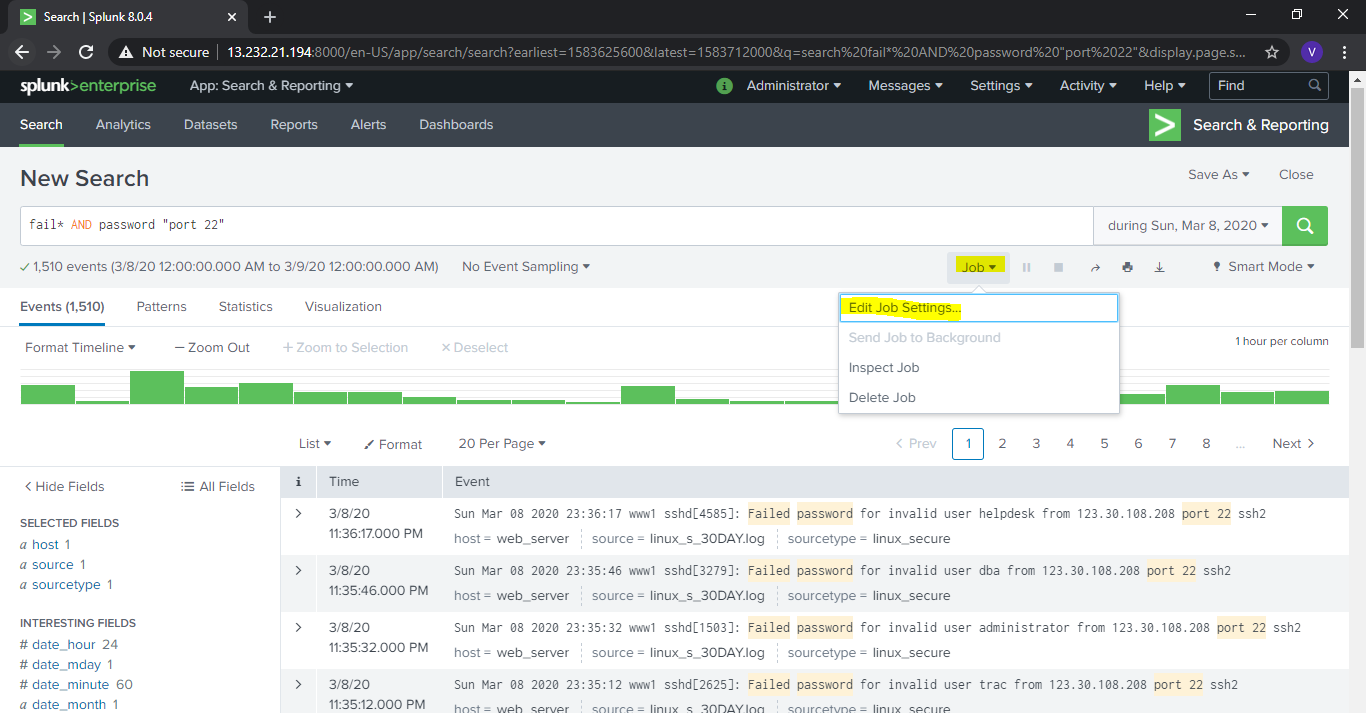 Search | Splunk 8.0.4
Not secure 13.232.21.194:8000/en-US/app/search/search?earliest=1583625600&latest=1583712000&q=search%20fail*%20AND%20password%20"port%2022"&display.page.s... V
splunk>enterprise App: Search & Reporting i Administrator Messages Settings Activity Help Find
Search Analytics Datasets Reports Alerts Dashboards > Search & Reporting
New Search Save As Close
fail* AND password "port 22" during Sun, Mar 8, 2020
1,510 events (3/8/20 12:00:00.000 AM to 3/9/20 12:00:00.000 AM) No Event Sampling Job Smart Mode
Events (1,510) Patterns Statistics Visualization
Edit Job Settings...
Send Job to Background
Inspect Job
Delete Job
Format Timeline — Zoom Out + Zoom to Selection × Deselect
1 hour per column
List Format 20 Per Page < Prev 1 2 3 4 5 6 7 8 ... Next >
< Hide Fields All Fields
SELECTED FIELDS
a host 1
a source 1
a sourcetype 1
INTERESTING FIELDS
# date_hour 24
# date_mday 1
# date_minute 60
a date_month 1
i Time Event
> 3/8/20 Sun Mar 08 2020 23:36:17 www1 sshd[4585]: Failed password for invalid user helpdesk from 123.30.108.208 port 22 ssh2
11:36:17.000 PM host = web_server source = linux_s_30DAY.log sourcetype = linux_secure
> 3/8/20 Sun Mar 08 2020 23:35:46 www1 sshd[3279]: Failed password for invalid user dba from 123.30.108.208 port 22 ssh2
11:35:46.000 PM host = web_server source = linux_s_30DAY.log sourcetype = linux_secure
> 3/8/20 Sun Mar 08 2020 23:35:32 www1 sshd[1503]: Failed password for invalid user administrator from 123.30.108.208 port 22 ssh2
11:35:32.000 PM host = web_server source = linux_s_30DAY.log sourcetype = linux_secure
> 3/8/20 Sun Mar 08 2020 23:35:12 www1 sshd[2625]: Failed password for invalid user trac from 123.30.108.208 port 22 ssh2
11:35:12.000 PM host = web_server source = linux_s_30DAY.log sourcetype = linux_secure